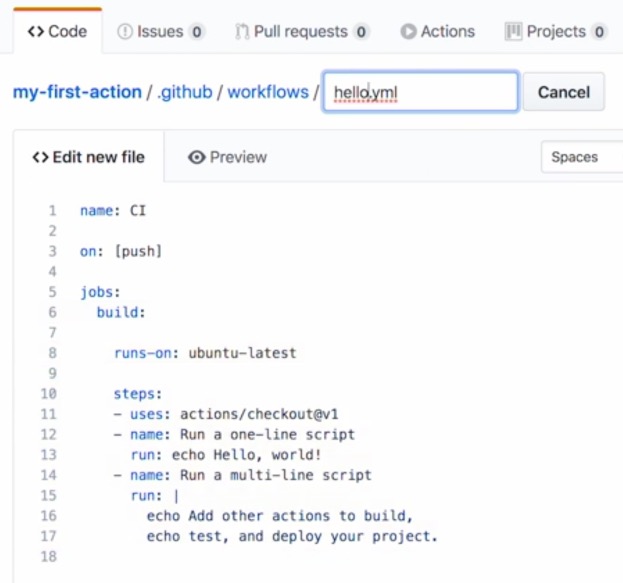 <> Code Issues 0 Pull requests 0 Actions Projects 0
my-first-action / .github / workflows / hello.yml Cancel
<> Edit new file Preview Spaces
1 name: CI
2
3 on: [push]
4
5 jobs:
6 build:
7
8 runs-on: ubuntu-latest
9
10 steps:
11 - uses: actions/checkout@v1
12 - name: Run a one-line script
13 run: echo Hello, world!
14 - name: Run a multi-line script
15 run: |
16 echo Add other actions to build,
17 echo test, and deploy your project.
18